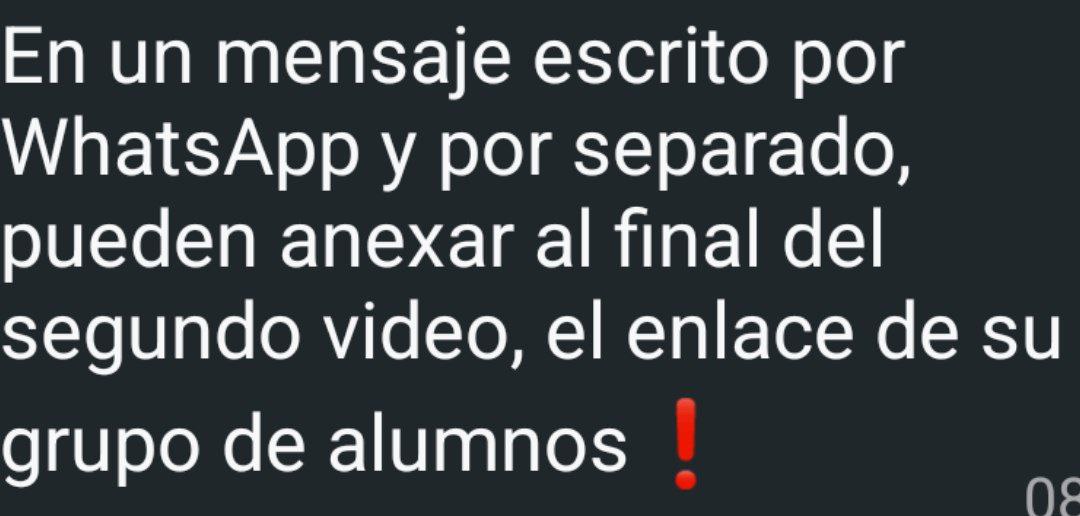 En un mensaje escrito por
WhatsApp y por separado,
pueden anexar al final del
segundo video, el enlace de su
grupo de alumnos ❗
08